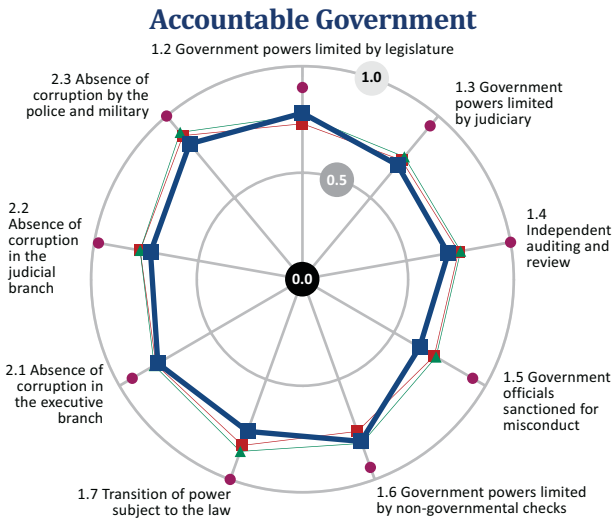 Accountable Government
1.2 Government powers limited by legislature
1.0
2.3 Absence of
corruption by the
police and military
1.3 Government
powers limited
by judiciary
0.5
2.2
Absence of
corruption
in the
judicial
branch
1.4
Independent
auditing and
review
0.0
2.1 Absence of
corruption in
the executive
branch
1.5 Government
officials
sanctioned for
misconduct
1.7 Transition of power
subject to the law
1.6 Government powers limited
by non-governmental checks